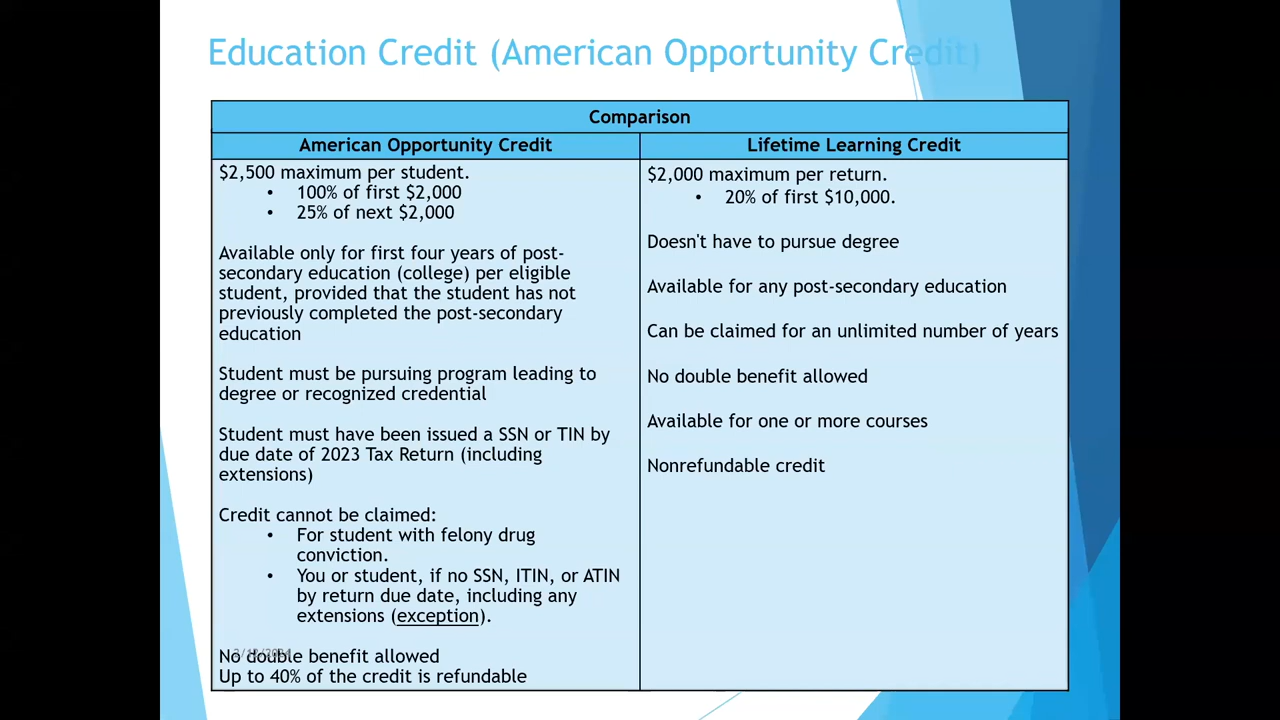 Education Credit (American Opportunity Credit)
Comparison
American Opportunity Credit
Lifetime Learning Credit
$2,500 maximum per student.
• 100% of first $2,000
• 25% of next $2,000
Available only for first four years of post-
secondary education (college) per eligible
student, provided that the student has not
previously completed the post-secondary
education
Student must be pursuing program leading to
degree or recognized credential
Student must have been issued a SSN or TIN by
due date of 2023 Tax Return (including
extensions)
Credit cannot be claimed:
• For student with felony drug
conviction.
• You or student, if no SSN, ITIN, or ATIN
by return due date, including any
extensions (exception).
No double benefit allowed
Up to 40% of the credit is refundable
$2,000 maximum per return.
• 20% of first $10,000.
Doesn't have to pursue degree
Available for any post-secondary education
Can be claimed for an unlimited number of years
No double benefit allowed
Available for one or more courses
Nonrefundable credit